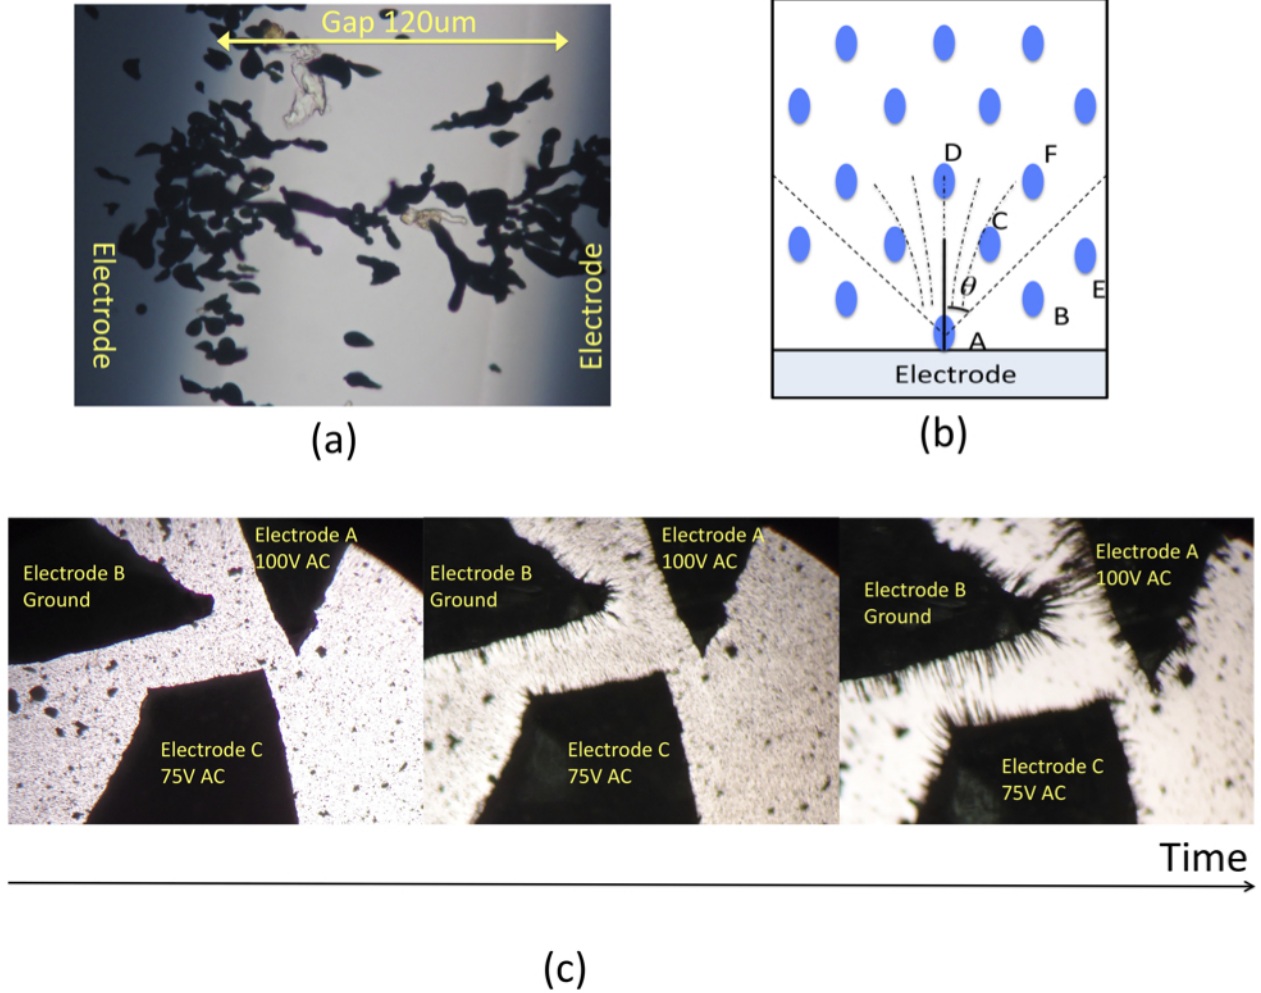 Gap 120um
Electrode
Electrode
(a)
D
F
C
θ
E
B
A
Electrode
(b)
Electrode B
Ground
Electrode A
100V AC
Electrode C
75V AC
Electrode B
Ground
Electrode A
100V AC
Electrode C
75V AC
Electrode B
Ground
Electrode A
100V AC
Electrode C
75V AC
Time
(c)